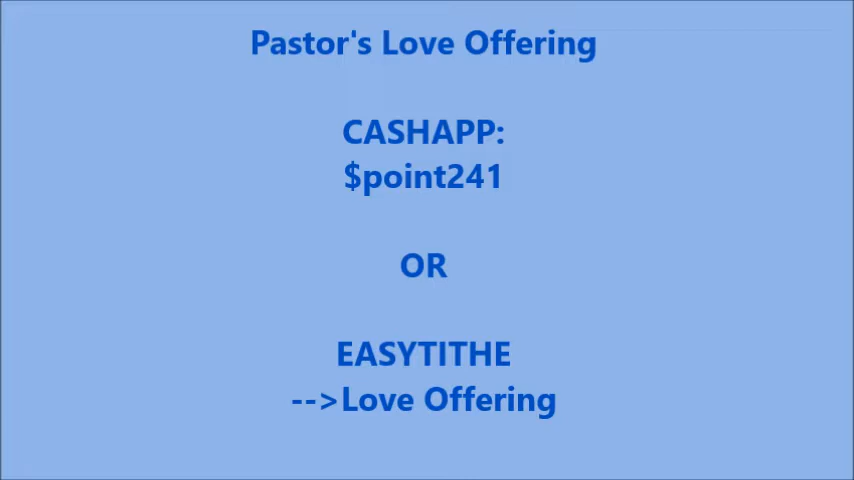 Pastor's Love Offering
CASHAPP:
$point241
OR
EASYTITHE
-->Love Offering